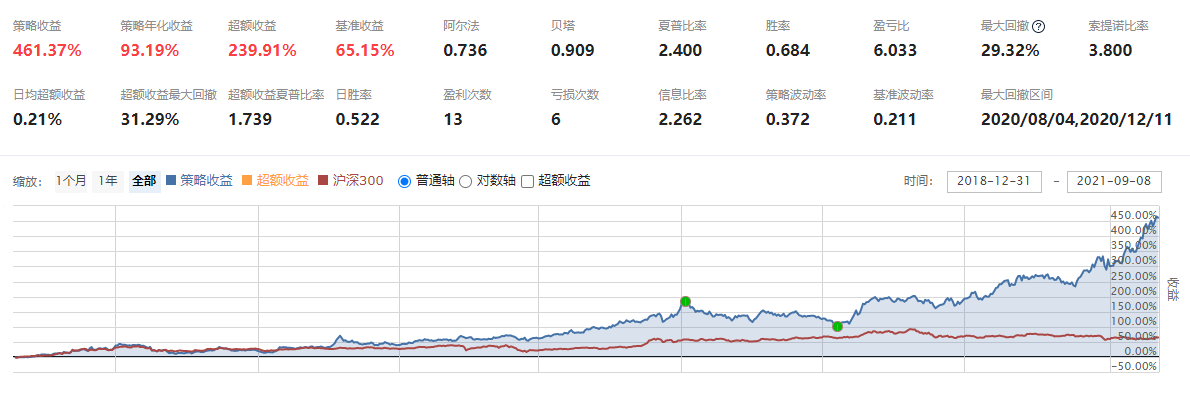 策略收益 策略年化收益 超额收益 基准收益 阿尔法 贝塔 夏普比率 胜率 盈亏比 最大回撤 ? 索提诺比率
461.37% 93.19% 239.91% 65.15% 0.736 0.909 2.400 0.684 6.033 29.32% 3.800
日均超额收益 超额收益最大回撤 超额收益夏普比率 日胜率 盈利次数 亏损次数 信息比率 策略波动率 基准波动率 最大回撤区间
0.21% 31.29% 1.739 0.522 13 6 2.262 0.372 0.211 2020/08/04,2020/12/11
缩放: 1个月 1年 全部 策略收益 超额收益 沪深300 普通轴 对数轴 超额收益 时间: 2018-12-31 - 2021-09-08
450.00%
400.00%
350.00%
300.00%
250.00%
200.00%
150.00%
100.00%
50.00%
0.00%
-50.00%
收益